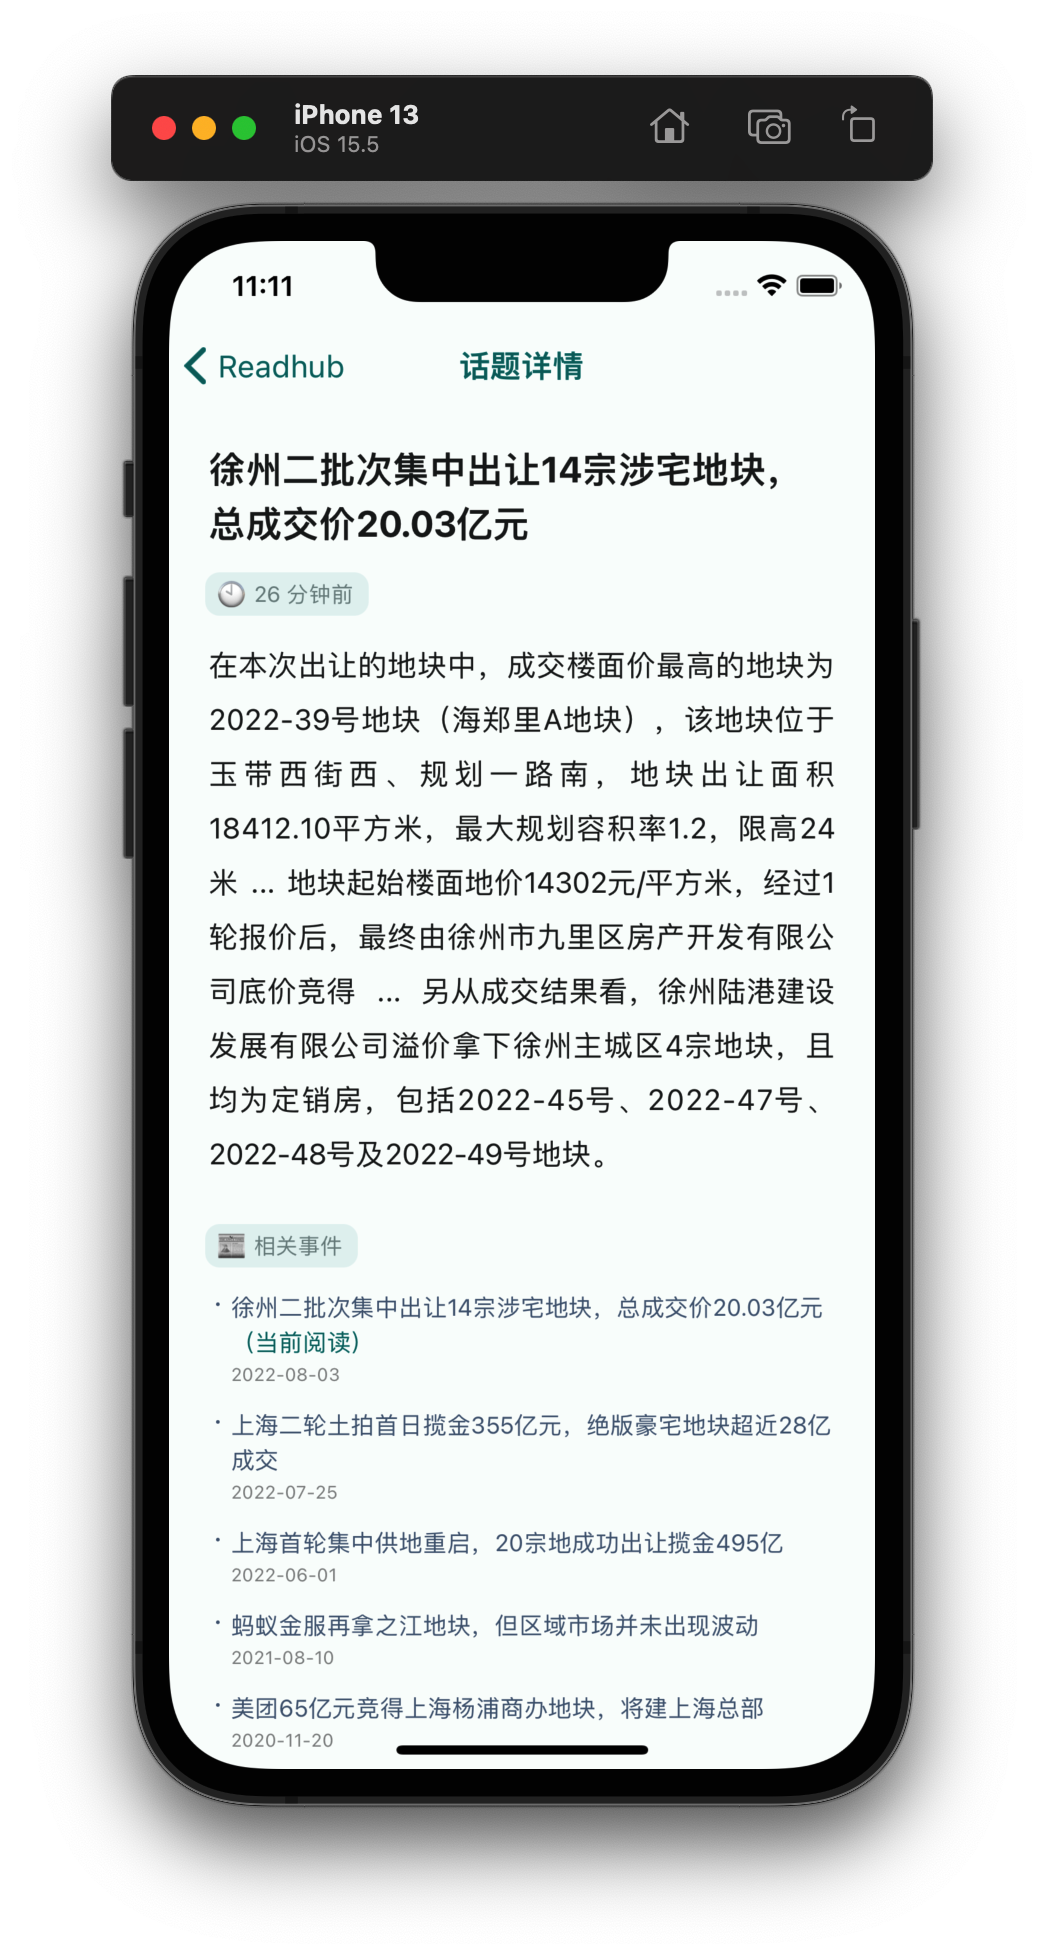 iPhone 13
iOS 15.5
11:11
Readhub
话题详情
徐州二批次集中出让14宗涉宅地块，
总成交价20.03亿元
26 分钟前
在本次出让的地块中，成交楼面价最高的地块为
2022-39号地块（海郑里A地块），该地块位于
玉带西街西、规划一路南，地块出让面积
18412.10平方米，最大规划容积率1.2，限高24
米 ... 地块起始楼面地价14302元/平方米，经过1
轮报价后，最终由徐州市九里区房产开发有限公
司底价竞得 ... 另从成交结果看，徐州陆港建设
发展有限公司溢价拿下徐州主城区4宗地块，且
均为定销房，包括2022-45号、2022-47号、
2022-48号及2022-49号地块。
相关事件
· 徐州二批次集中出让14宗涉宅地块，总成交价20.03亿元
（当前阅读）
2022-08-03
· 上海二轮土拍首日揽金355亿元，绝版豪宅地块超近28亿
成交
2022-07-25
· 上海首轮集中供地重启，20宗地成功出让揽金495亿
2022-06-01
· 蚂蚁金服再拿之江地块，但区域市场并未出现波动
2021-08-10
· 美团65亿元竞得上海杨浦商办地块，将建上海总部
2020-11-20